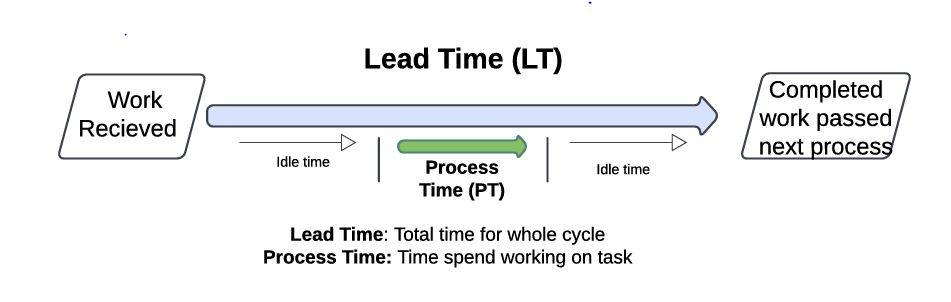 Lead Time (LT)
Work
Recieved
Completed
work passed
next process
Idle time
Process
Time (PT)
Idle time
Lead Time: Total time for whole cycle
Process Time: Time spend working on task